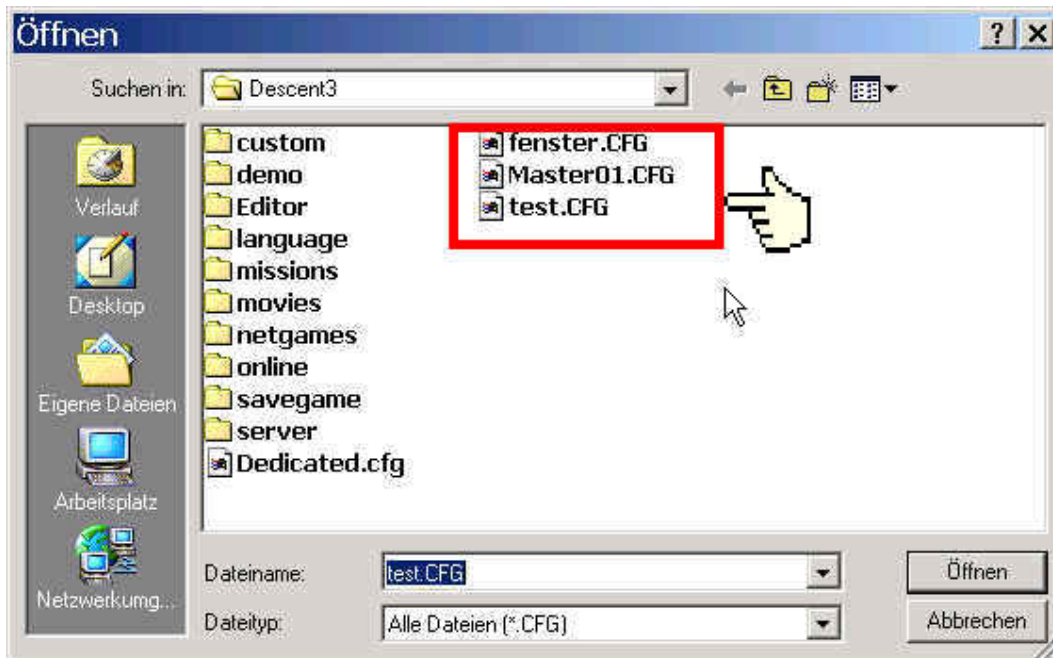 Öffnen
Suchen in: Descent3
Verlauf
Desktop
Eigene Dateien
Arbeitsplatz
Netzwerkumg...
custom
demo
Editor
language
missions
movies
netgames
online
savegame
server
Dedicated.cfg
fenster.CFG
Master01.CFG
test.CFG
Dateiname: test.CFG Öffnen
Dateityp: Alle Dateien (*.CFG) Abbrechen